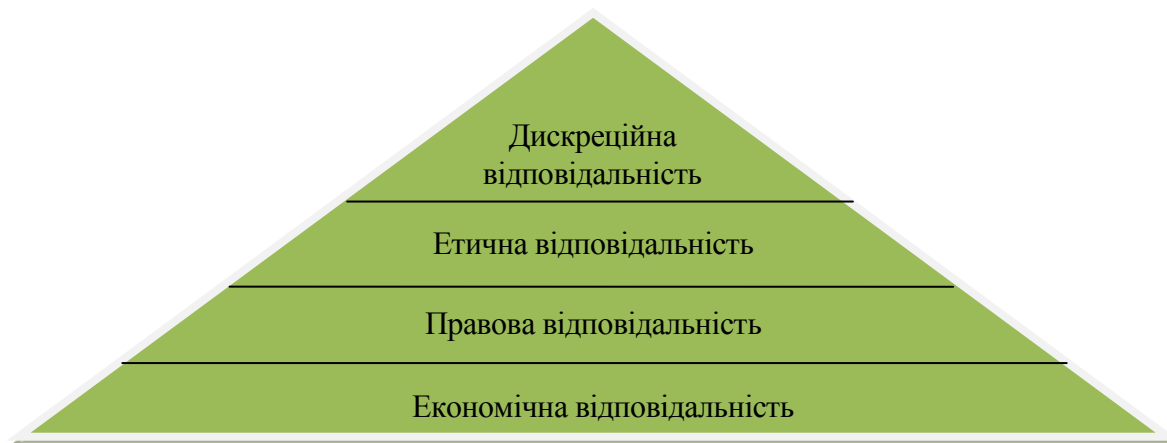 Дискреційна
відповідальність
Етична відповідальність
Правова відповідальність
Економічна відповідальність